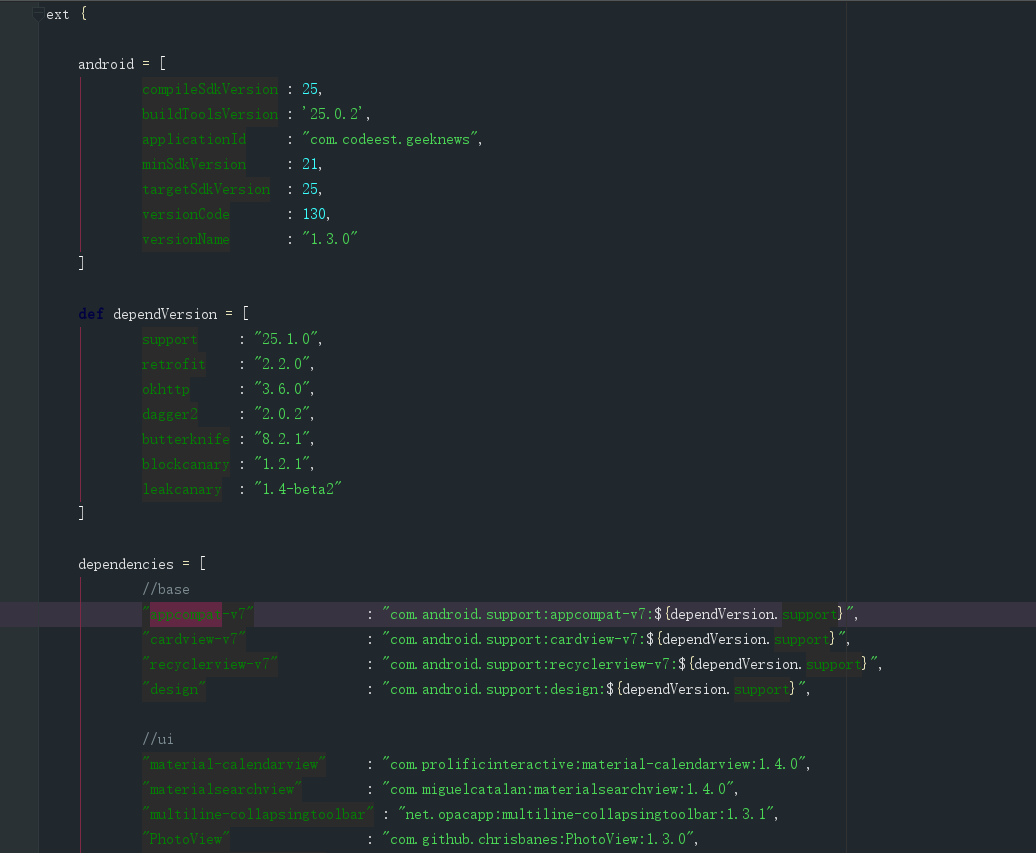 ext {
android = [
compileSdkVersion : 25,
buildToolsVersion : '25.0.2',
applicationId : "com.codeest.geeknews",
minSdkVersion : 21,
targetSdkVersion : 25,
versionCode : 130,
versionName : "1.3.0"
]
def dependVersion = [
support : "25.1.0",
retrofit : "2.2.0",
okhttp : "3.6.0",
dagger2 : "2.0.2",
butterknife : "8.2.1",
blockcanary : "1.2.1",
leakcanary : "1.4-beta2"
]
dependencies = [
//base
"appcompat-v7" : "com.android.support:appcompat-v7:${dependVersion.support}",
"cardview-v7" : "com.android.support:cardview-v7:${dependVersion.support}",
"recyclerview-v7" : "com.android.support:recyclerview-v7:${dependVersion.support}",
"design" : "com.android.support:design:${dependVersion.support}",
//ui
"material-calendarview" : "com.prolificinteractive:material-calendarview:1.4.0",
"materialsearchview" : "com.miguelcatalan:materialsearchview:1.4.0",
"multiline-collapsingtoolbar" : "net.opacapp:multiline-collapsingtoolbar:1.3.1",
"PhotoView" : "com.github.chrisbanes:PhotoView:1.3.0",